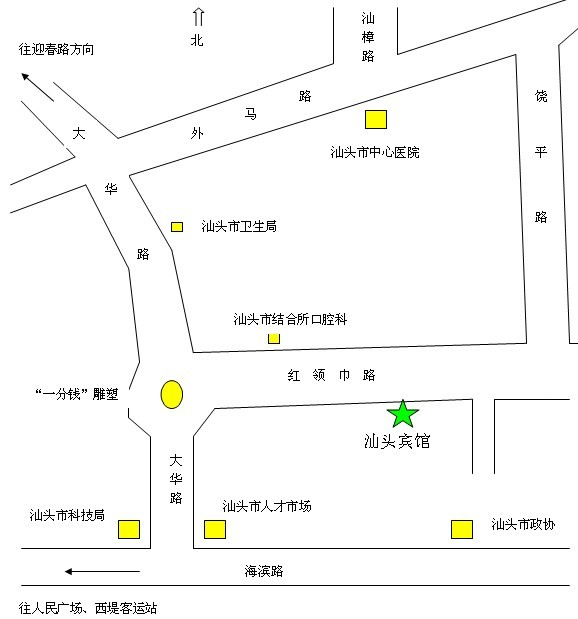 汕樟路
北
往迎春路方向
外马路
饶平路
大华路
汕头市中心医院
汕头市卫生局
汕头市结合所口腔科
红领巾路
“一分钱”雕塑
汕头宾馆
大华路
汕头市科技局
汕头市人才市场
汕头市政协
海滨路
往人民广场、西堤客运站